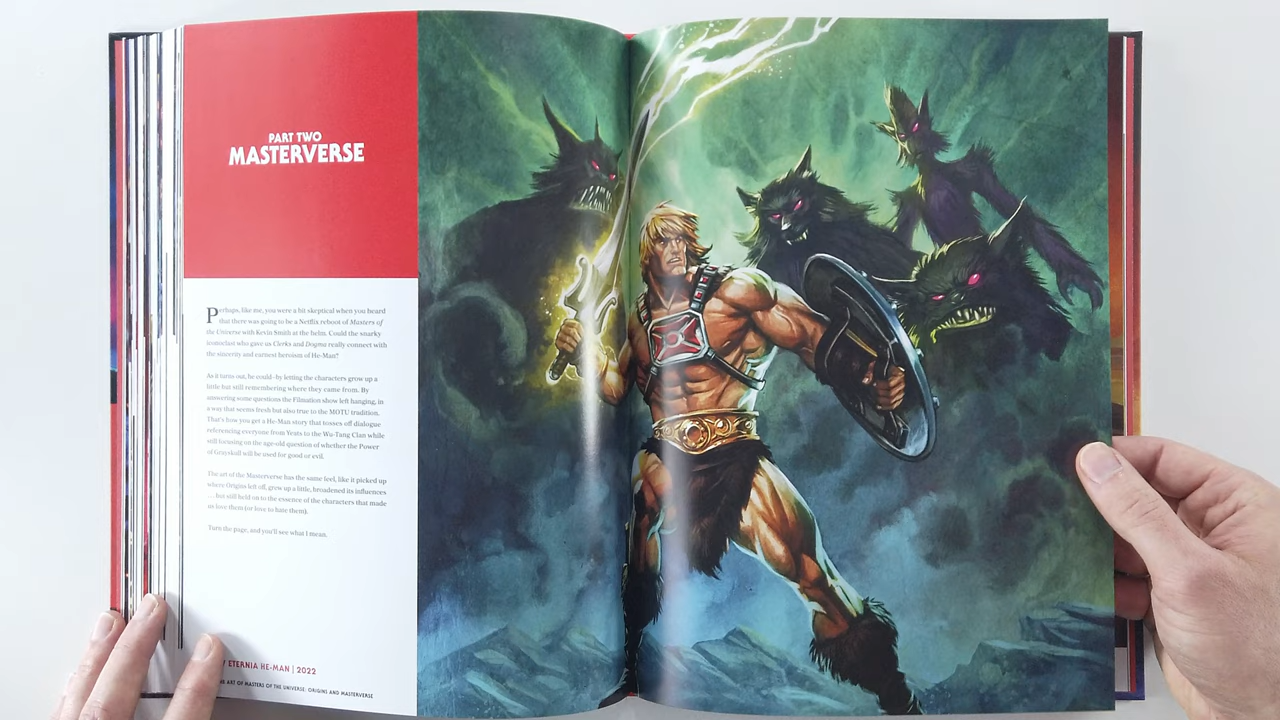 PART TWO
MASTERVERSE
Perhaps, like me, you were a bit skeptical when you heard
that there was going to be a Netflix reboot of Masters of
the Universe with Kevin Smith at the helm. Could the snarky
iconoclast who gave us Clerks and Dogma really connect with
the sincerity and earnest heroism of He-Man?
As it turns out, he could—by letting the characters grow up a
little but still remembering where they came from. By
answering some questions the Filmation show left hanging, in
a way that seems fresh but also true to the MOTU tradition.
That's how you get a He-Man story that tosses off dialogue
referencing everyone from Yeats to the Wu-Tang Clan while
still focusing on the age-old question of whether the Power
of Grayskull will be used for good or evil.
The art of the Masterverse has the same feel, like it picked up
where Origins left off, grew up a little, broadened its influences
... but still held on to the essence of the characters that made
us love them (or love to hate them).
Turn the page, and you'll see what I mean.
ETERNIA HE-MAN | 2022
ART OF MASTERS OF THE UNIVERSE: ORIGINS AND MASTERVERSE